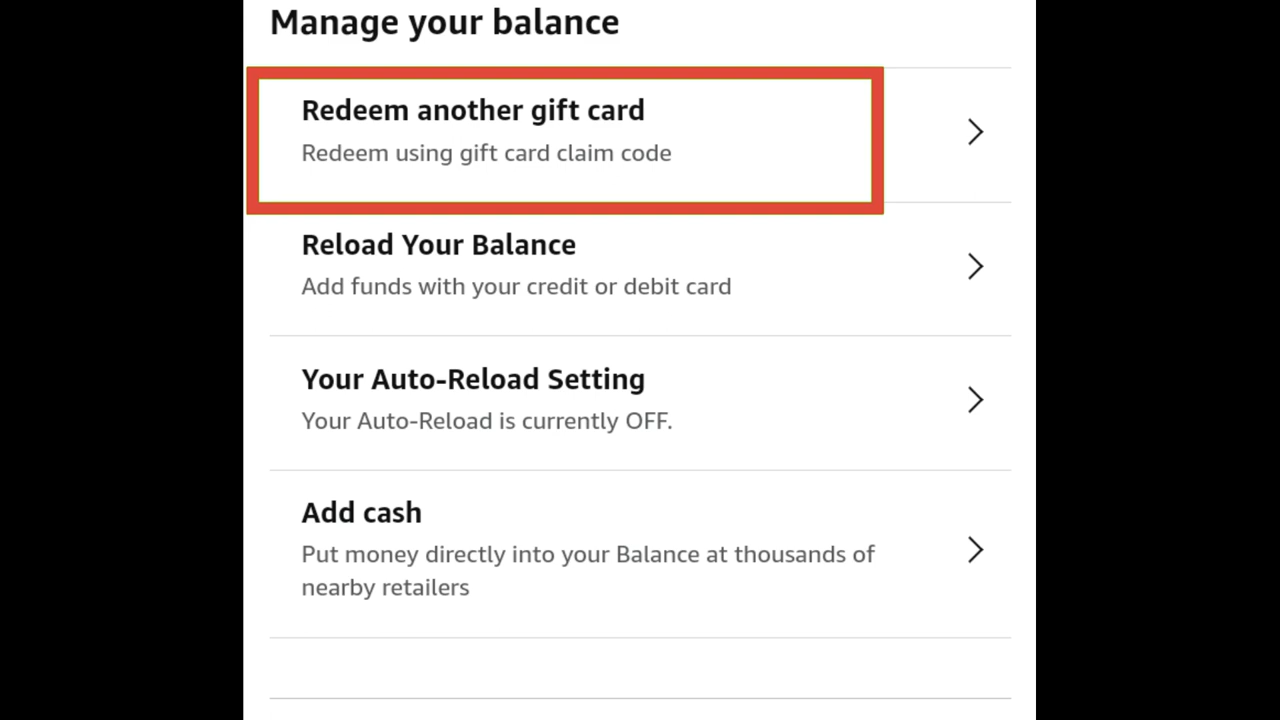 Manage your balance
Redeem another gift card
Redeem using gift card claim code
Reload Your Balance
Add funds with your credit or debit card
Your Auto-Reload Setting
Your Auto-Reload is currently OFF.
Add cash
Put money directly into your Balance at thousands of
nearby retailers